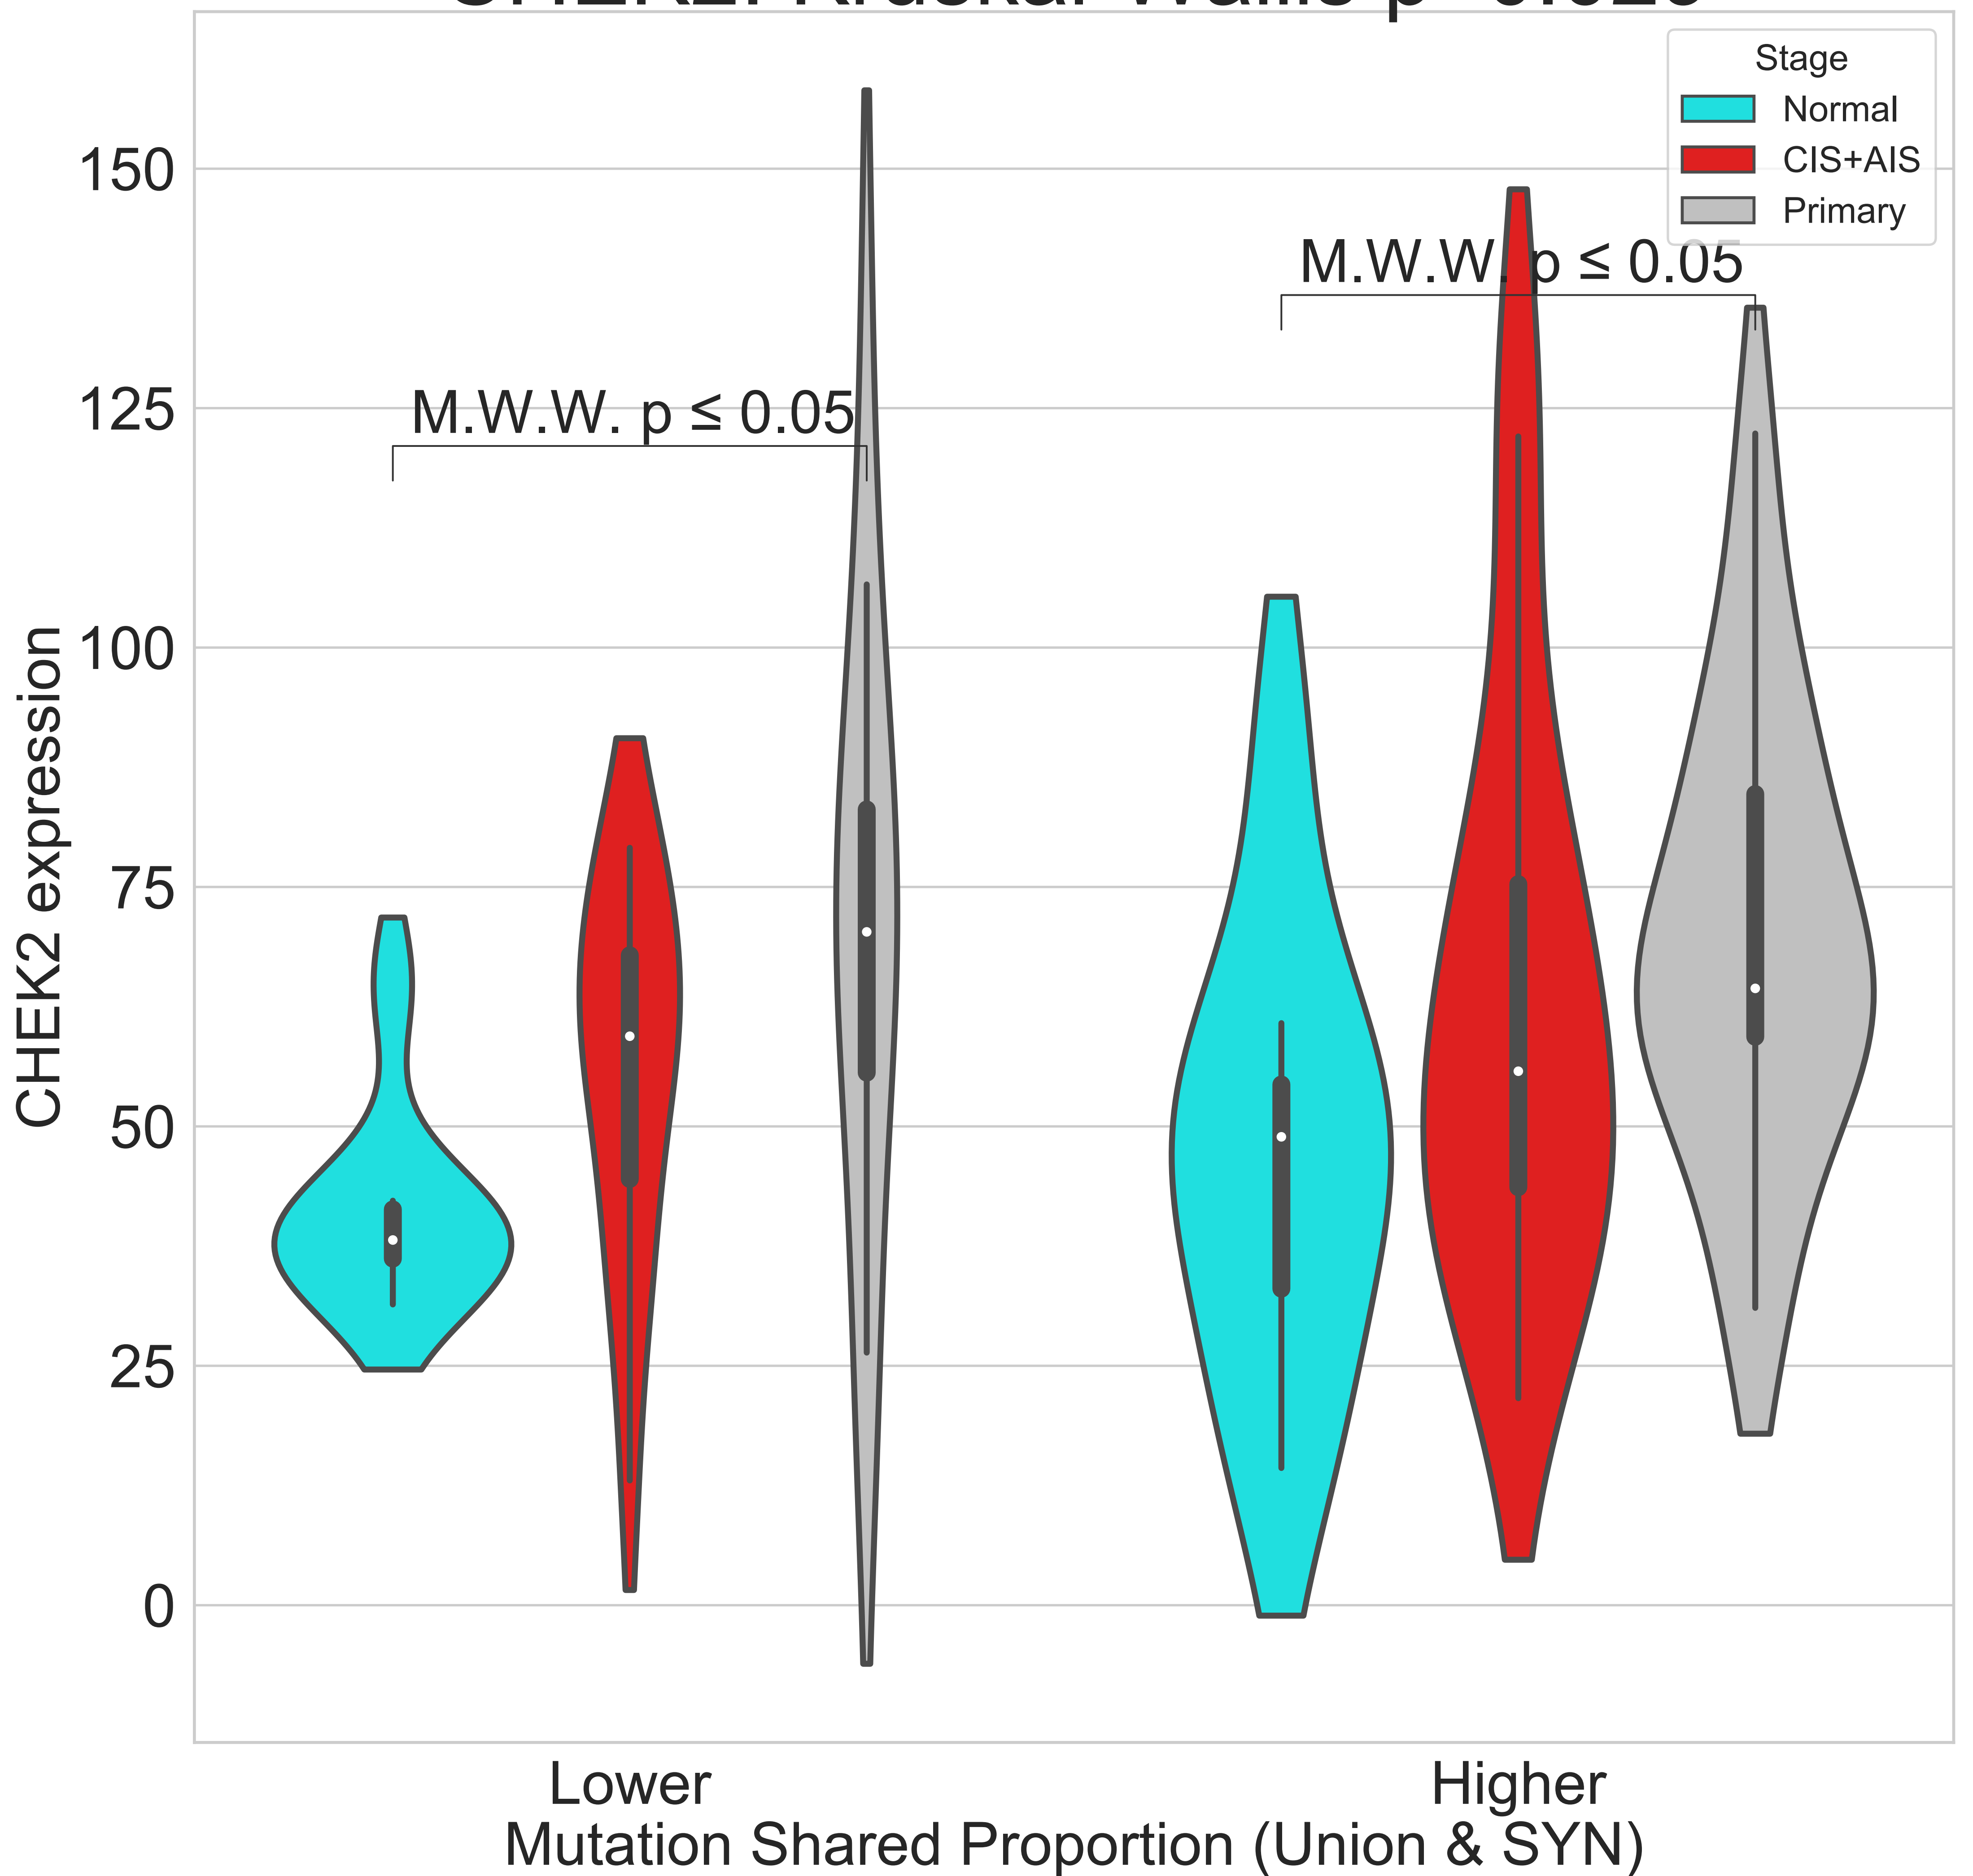 Stage
Normal
CIS+AIS
Primary
150
125
100
75
50
25
0
CHEK2 expression
M.W.W. p ≤ 0.05
M.W.W. p ≤ 0.05
Lower
Higher
Mutation Shared Proportion (Union & SYN)